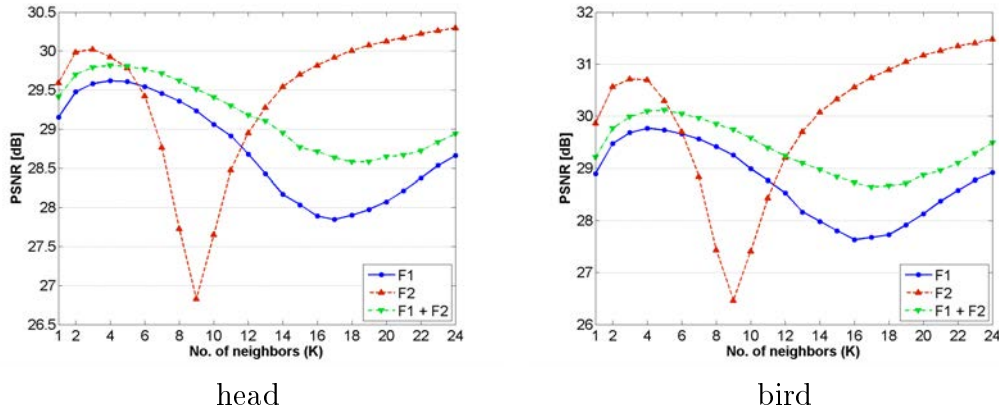 30.5
30
29.5
29
28.5
28
27.5
27
26.5
PSNR [dB]
1 2 4 6 8 10 12 14 16 18 20 22 24
No. of neighbors (K)
F1
F2
F1 + F2
head
32
31
30
29
28
27
26
PSNR [dB]
1 2 4 6 8 10 12 14 16 18 20 22 24
No. of neighbors (K)
F1
F2
F1 + F2
bird